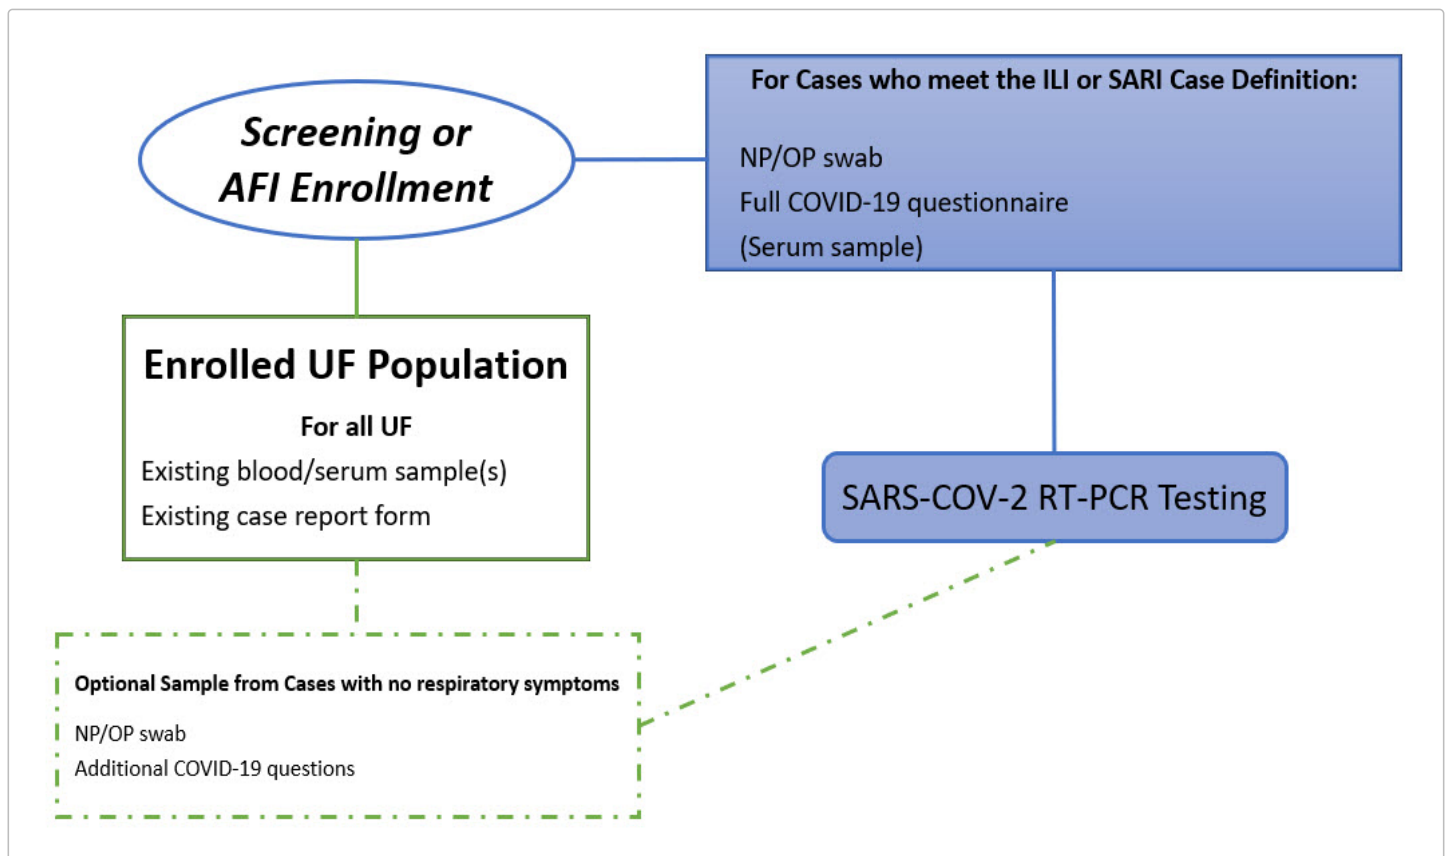 Screening or
AFI Enrollment
For Cases who meet the ILI or SARI Case Definition:
NP/OP swab
Full COVID-19 questionnaire
(Serum sample)
Enrolled UF Population
For all UF
Existing blood/serum sample(s)
Existing case report form
SARS-COV-2 RT-PCR Testing
Optional Sample from Cases with no respiratory symptoms
NP/OP swab
Additional COVID-19 questions